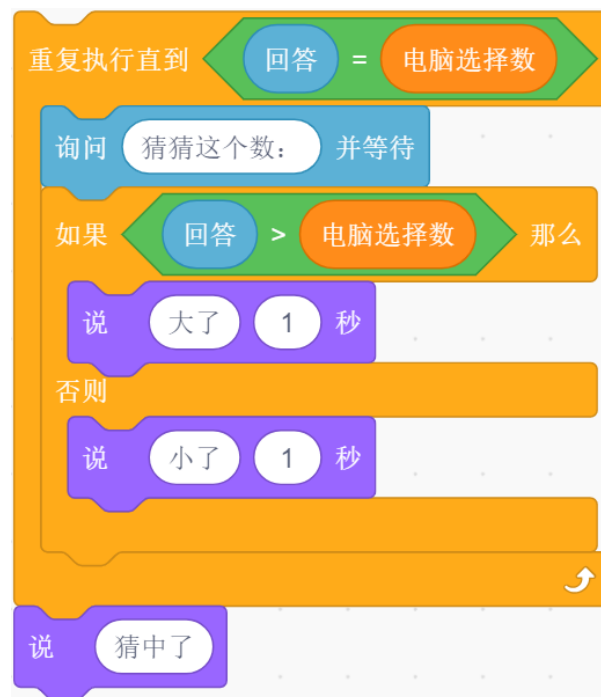 重复执行直到 回答 = 电脑选择数
询问 猜猜这个数： 并等待
如果 回答 > 电脑选择数 那么
说 大了 1 秒
否则
说 小了 1 秒
说 猜中了